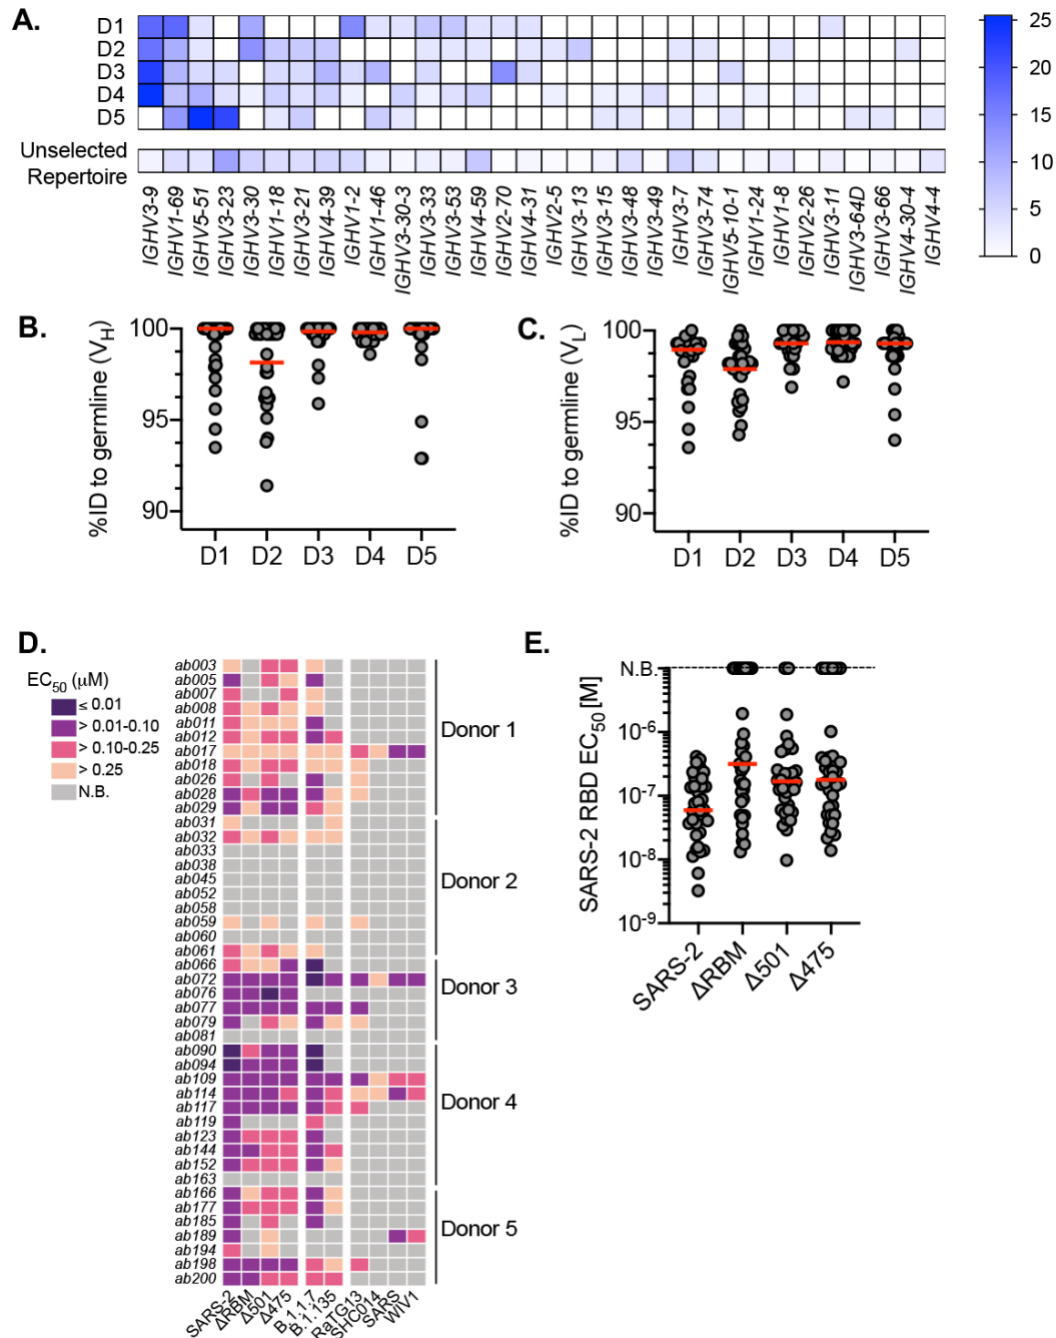 A.
D1
D2
D3
D4
D5
Unselected
Repertoire
IGHV3-9
IGHV1-69
IGHV5-51
IGHV3-23
IGHV3-30
IGHV1-18
IGHV3-21
IGHV4-39
IGHV1-2
IGHV1-46
IGHV3-30-3
IGHV3-33
IGHV3-53
IGHV4-59
IGHV2-70
IGHV4-31
IGHV2-5
IGHV3-13
IGHV3-15
IGHV3-48
IGHV3-49
IGHV3-7
IGHV3-74
IGHV5-10-1
IGHV1-24
IGHV1-8
IGHV2-26
IGHV3-11
IGHV3-64D
IGHV3-66
IGHV4-30-4
IGHV4-4
25
20
15
10
5
0
B.
%ID to germline (VH)
100
95
90
D1 D2 D3 D4 D5
C.
%ID to germline (VL)
100
95
90
D1 D2 D3 D4 D5
D.
EC50 (μM)
≤ 0.01
> 0.01-0.10
> 0.10-0.25
> 0.25
N.B.
ab003
ab005
ab007
ab008
ab011
ab012
ab017
ab018
ab026
ab028
ab029
ab031
ab032
ab033
ab038
ab045
ab052
ab058
ab059
ab060
ab061
ab066
ab072
ab076
ab077
ab079
ab081
ab090
ab094
ab109
ab114
ab117
ab119
ab123
ab144
ab152
ab163
ab166
ab177
ab185
ab189
ab194
ab198
ab200
Donor 1
Donor 2
Donor 3
Donor 4
Donor 5
SARS-2
ΔRBM
Δ501
Δ475
B.1.1.7
B.1.135
RaTG13
SHC014
SARS
WIV1
E.
SARS-2 RBD EC50 [M]
N.B.
10-6
10-7
10-8
10-9
SARS-2
ΔRBM
Δ501
Δ475